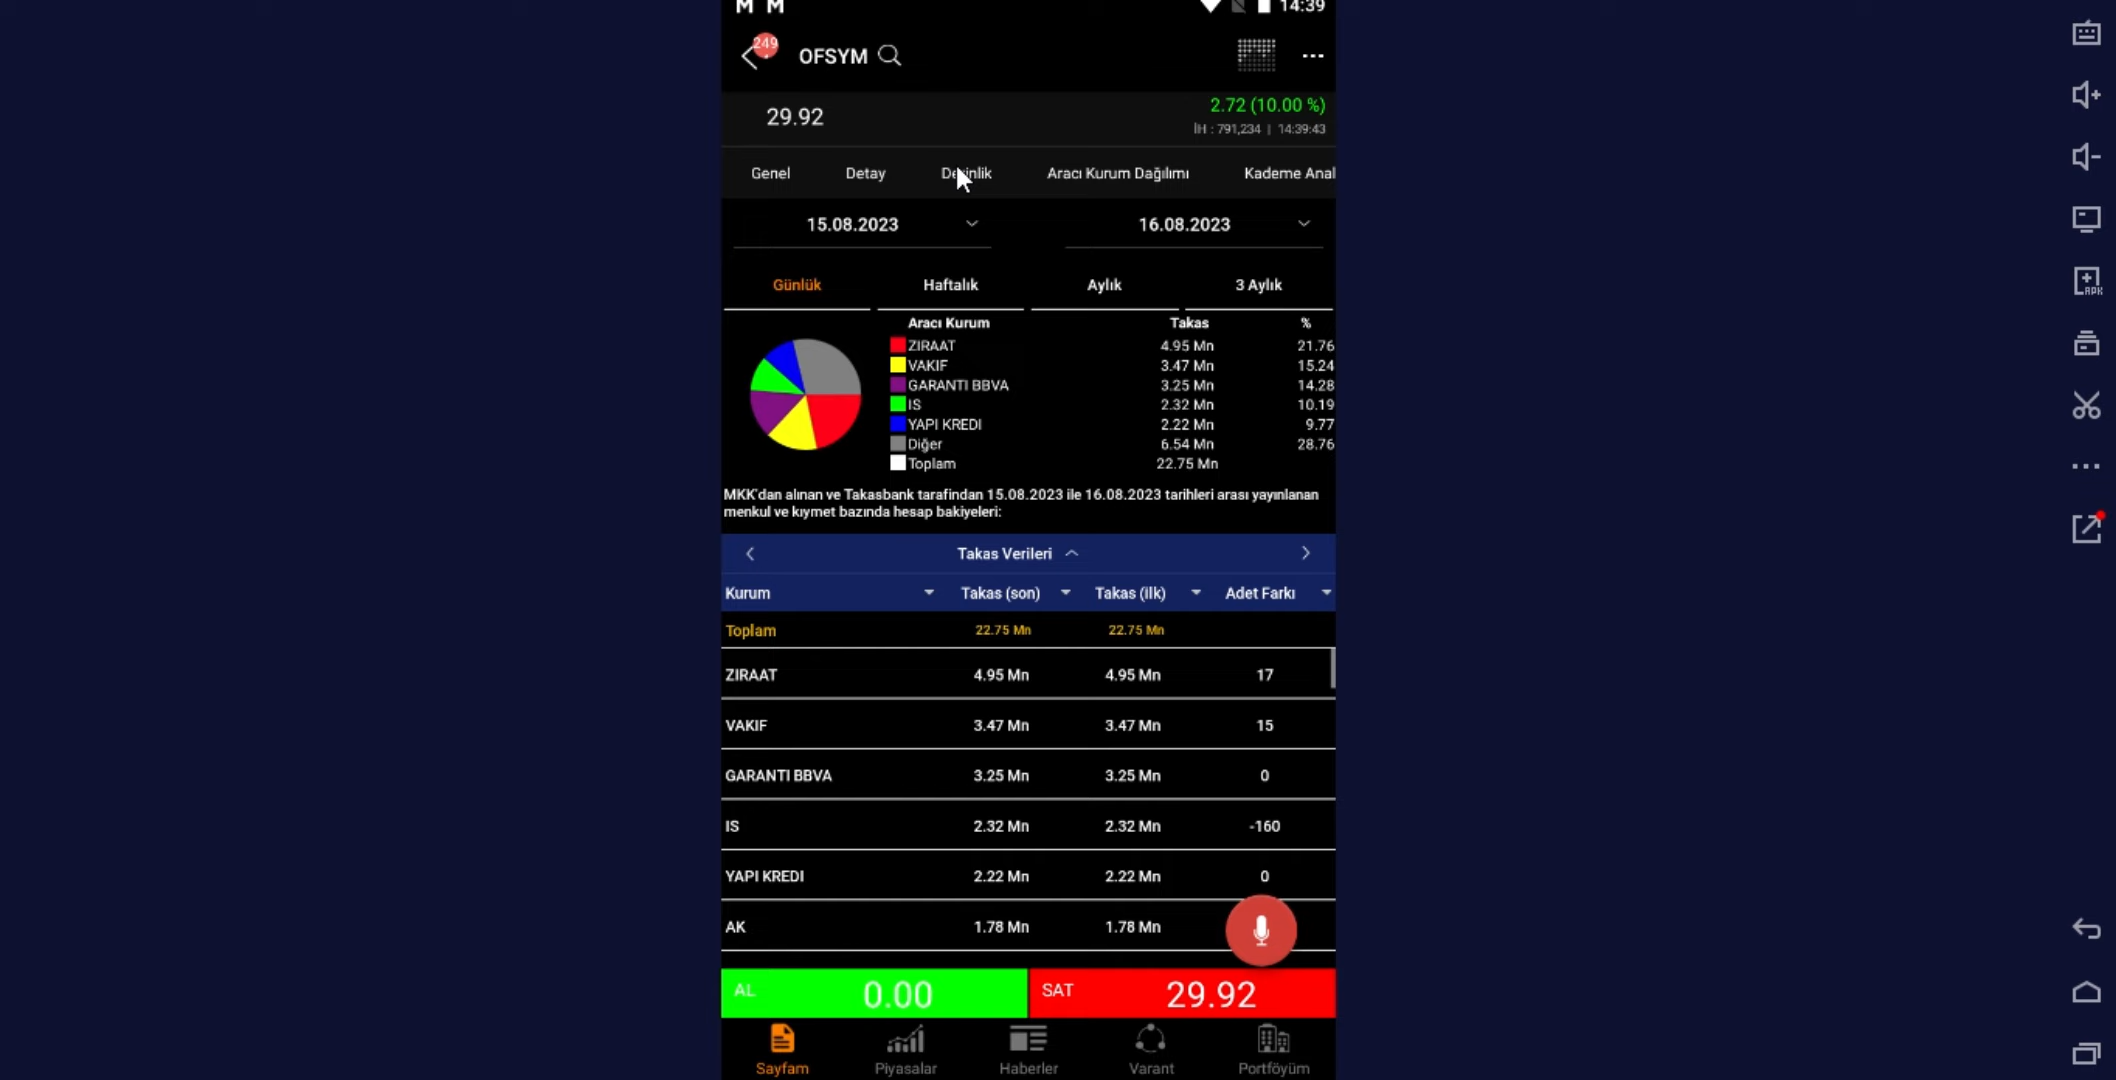 M M 14:39
249 OFSYM ...
29.92
2.72 (10.00 %)
İH : 791,234 | 14:39:43
Genel Detay Derinlik Aracı Kurum Dağılımı Kademe Anal
15.08.2023 16.08.2023
Günlük Haftalık Aylık 3 Aylık
Aracı Kurum Takas %
ZIRAAT 4.95 Mn 21.76
VAKIF 3.47 Mn 15.24
GARANTI BBVA 3.25 Mn 14.28
IS 2.32 Mn 10.19
YAPI KREDI 2.22 Mn 9.77
Diğer 6.54 Mn 28.76
Toplam 22.75 Mn
MKK'dan alınan ve Takasbank tarafindan 15.08.2023 ile 16.08.2023 tarihleri arası yayınlanan
menkul ve kıymet bazında hesap bakiyeleri:
Takas Verileri
Kurum Takas (son) Takas (ilk) Adet Farkı
Toplam 22.75 Mn 22.75 Mn
ZIRAAT 4.95 Mn 4.95 Mn 17
VAKIF 3.47 Mn 3.47 Mn 15
GARANTI BBVA 3.25 Mn 3.25 Mn 0
IS 2.32 Mn 2.32 Mn -160
YAPI KREDI 2.22 Mn 2.22 Mn 0
AK 1.78 Mn 1.78 Mn
AL 0.00 SAT 29.92
Sayfam Piyasalar Haberler Varant Portföyüm
APK